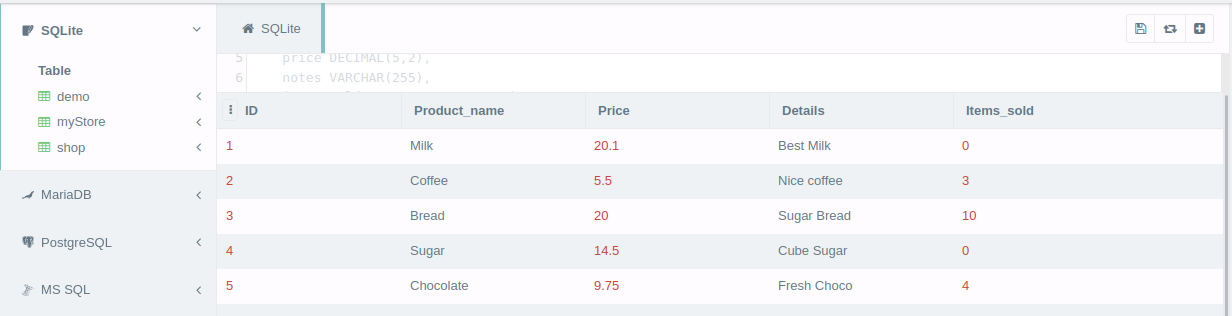 SQLite
Table
demo
myStore
shop
MariaDB
PostgreSQL
MS SQL
SQLite
5 price DECIMAL(5,2),
6 notes VARCHAR(255),
ID Product_name Price Details Items_sold
1 Milk 20.1 Best Milk 0
2 Coffee 5.5 Nice coffee 3
3 Bread 20 Sugar Bread 10
4 Sugar 14.5 Cube Sugar 0
5 Chocolate 9.75 Fresh Choco 4